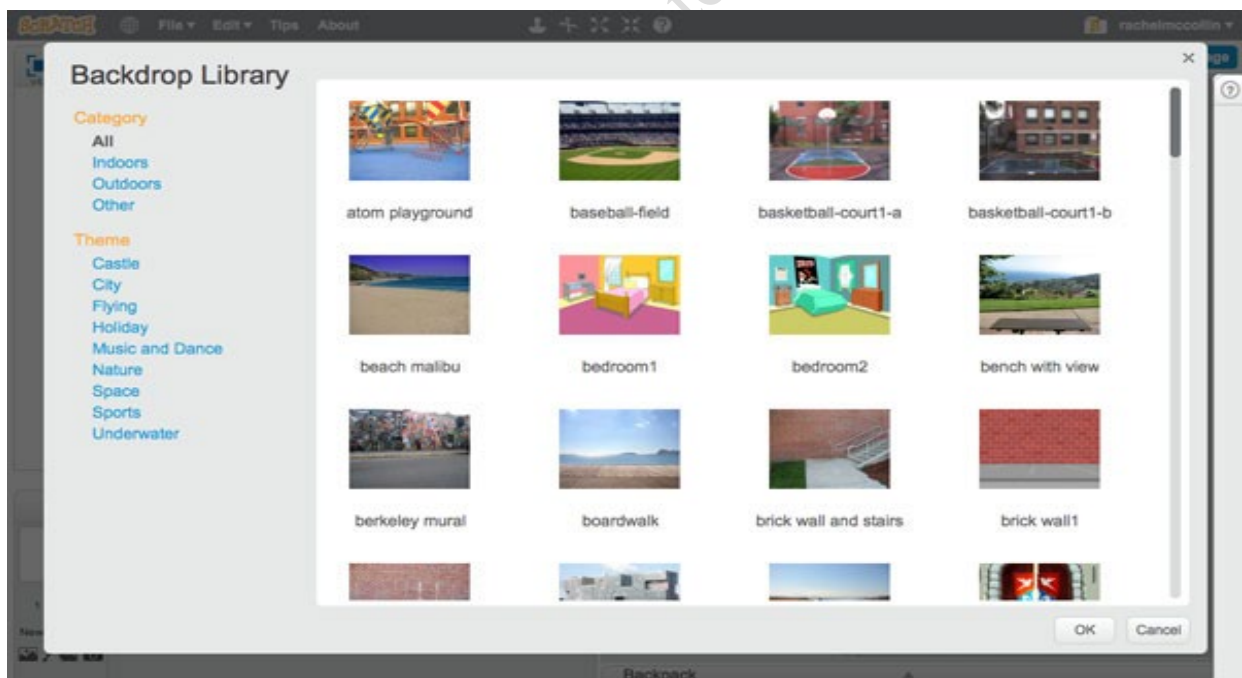 SCRATCH File Edit Tips About rachelmccollin
Backdrop Library
Category
All
Indoors
Outdoors
Other
Theme
Castle
City
Flying
Holiday
Music and Dance
Nature
Space
Sports
Underwater
atom playground baseball-field basketball-court1-a basketball-court1-b
beach malibu bedroom1 bedroom2 bench with view
berkeley mural boardwalk brick wall and stairs brick wall1
OK Cancel
New
Backpack